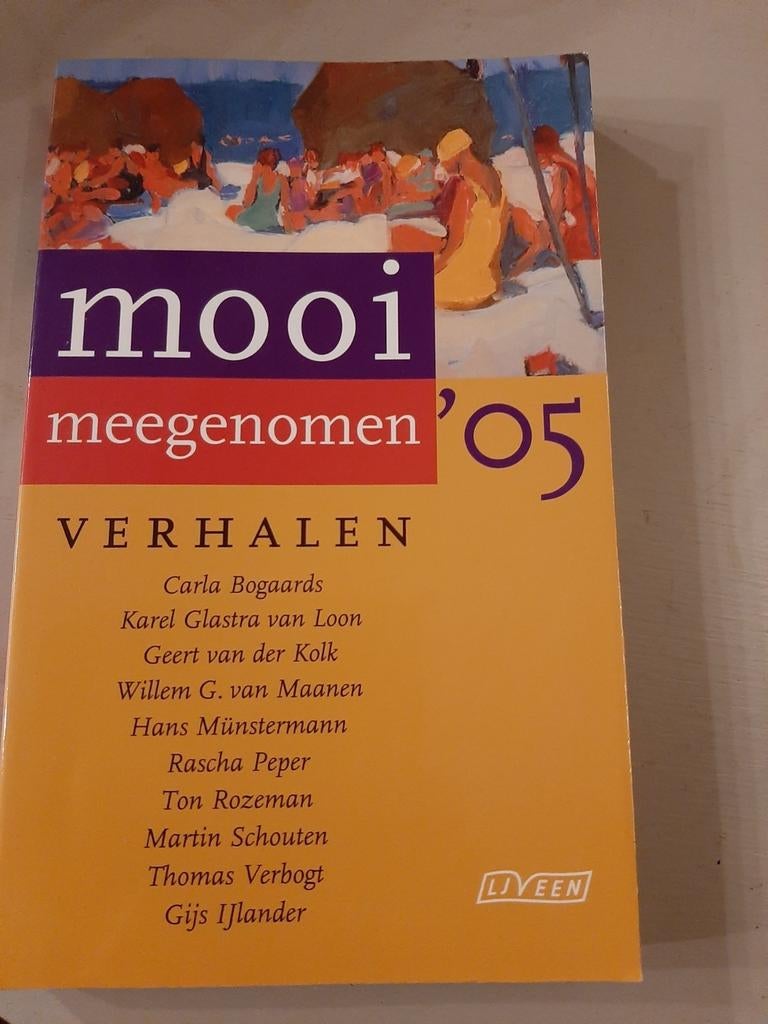 mooi
meegenomen
’05
VERHALEN
Carla Bogaards
Karel Glastra van Loon
Geert van der Kolk
Willem G. van Maanen
Hans Münstermann
Rascha Peper
Ton Rozeman
Martin Schouten
Thomas Verbogt
Gijs IJlander
LJVEEN